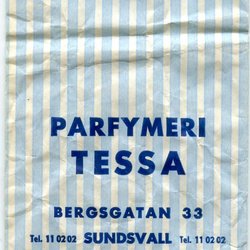 PARFYMERI
TESSA
BERGSGATAN 33
Tel. 11 02 02 SUNDSVALL Tel. 11 02 02